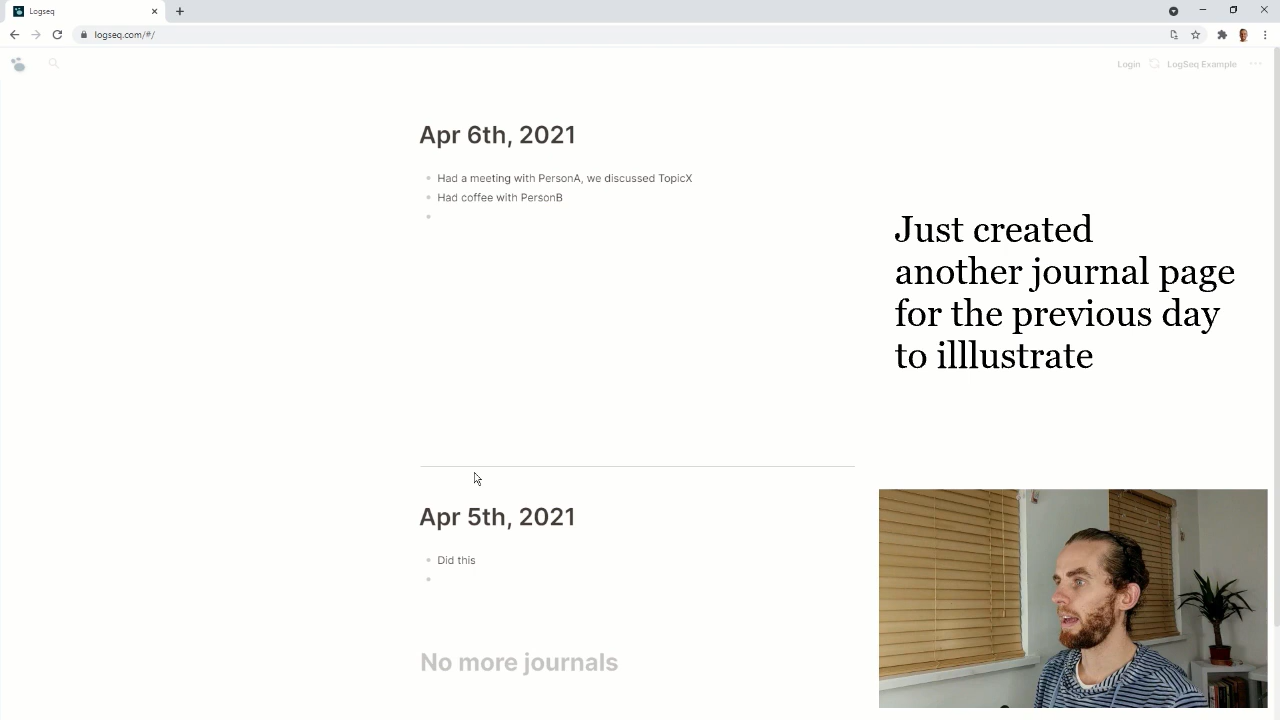 Logseq
logseq.com/#/
Login
LogSeq Example
Apr 6th, 2021
Had a meeting with PersonA, we discussed TopicX
Had coffee with PersonB
Just created
another journal page
for the previous day
to illlustrate
Apr 5th, 2021
Did this
No more journals